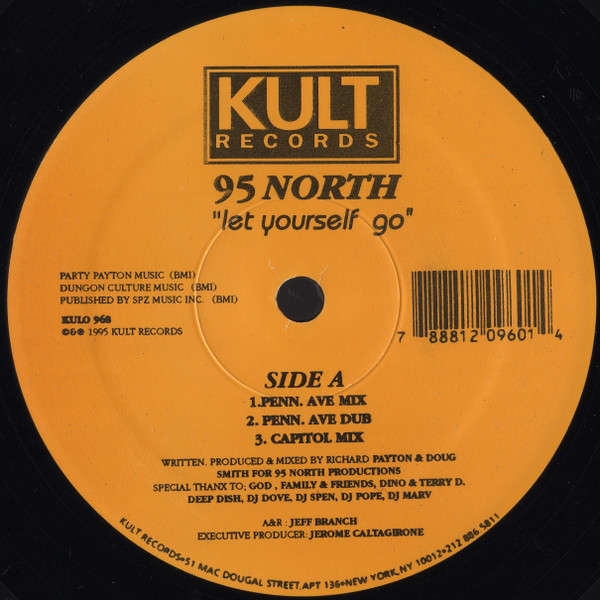 KULT
RECORDS
95 NORTH
"let yourself go"
PARTY PAYTON MUSIC (BMI)
DUNGON CULTURE MUSIC (BMI)
PUBLISHED BY SPZ MUSIC INC. (BMI)
KULO 968
©&℗ 1995 KULT RECORDS
7 88812 09601 4
SIDE A
1.PENN. AVE MIX
2. PENN. AVE DUB
3. CAPITOL MIX
WRITTEN. PRODUCED & MIXED BY RICHARD PAYTON & DOUG
SMITH FOR 95 NORTH PRODUCTIONS
SPECIAL THANX TO; GOD , FAMILY & FRIENDS, DINO & TERRY D.
DEEP DISH, DJ DOVE, DJ SPEN, DJ POPE, DJ MARV
A&R : JEFF BRANCH
EXECUTIVE PRODUCER: JEROME CALTAGIRONE
KULT RECORDS•51 MAC DOUGAL STREET, APT 136•NEW YORK, NY 10012•212 886 5811